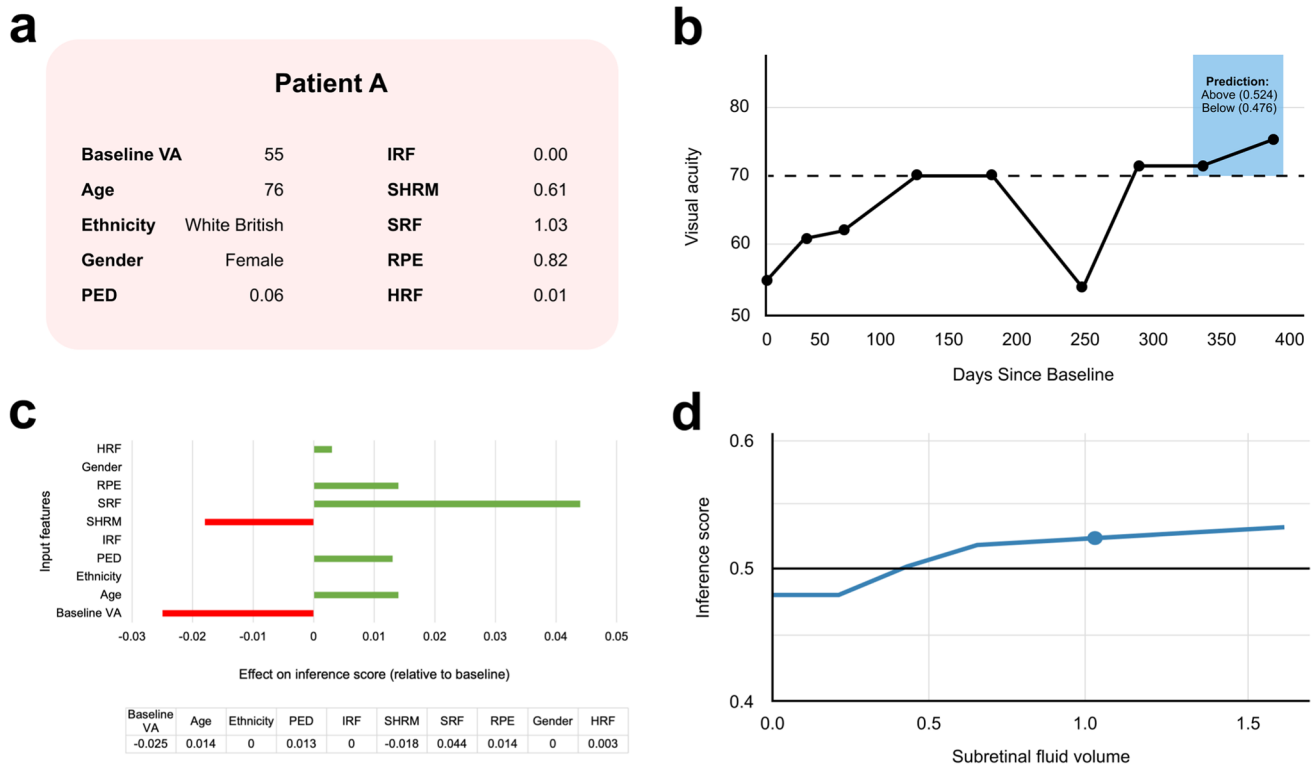 a
Patient A
Baseline VA 55 IRF 0.00
Age 76 SHRM 0.61
Ethnicity White British SRF 1.03
Gender Female RPE 0.82
PED 0.06 HRF 0.01
b
Prediction:
Above (0.524)
Below (0.476)
80
70
60
50
Visual acuity
0 50 100 150 200 250 300 350 400
Days Since Baseline
c
Input features
HRF
Gender
RPE
SRF
SHRM
IRF
PED
Ethnicity
Age
Baseline VA
-0.03 -0.02 -0.01 0 0.01 0.02 0.03 0.04 0.05
Effect on inference score (relative to baseline)
Baseline VA Age Ethnicity PED IRF SHRM SRF RPE Gender HRF
-0.025 0.014 0 0.013 0 -0.018 0.044 0.014 0 0.003
d
0.6
0.5
0.4
Inference score
0.0 0.5 1.0 1.5
Subretinal fluid volume